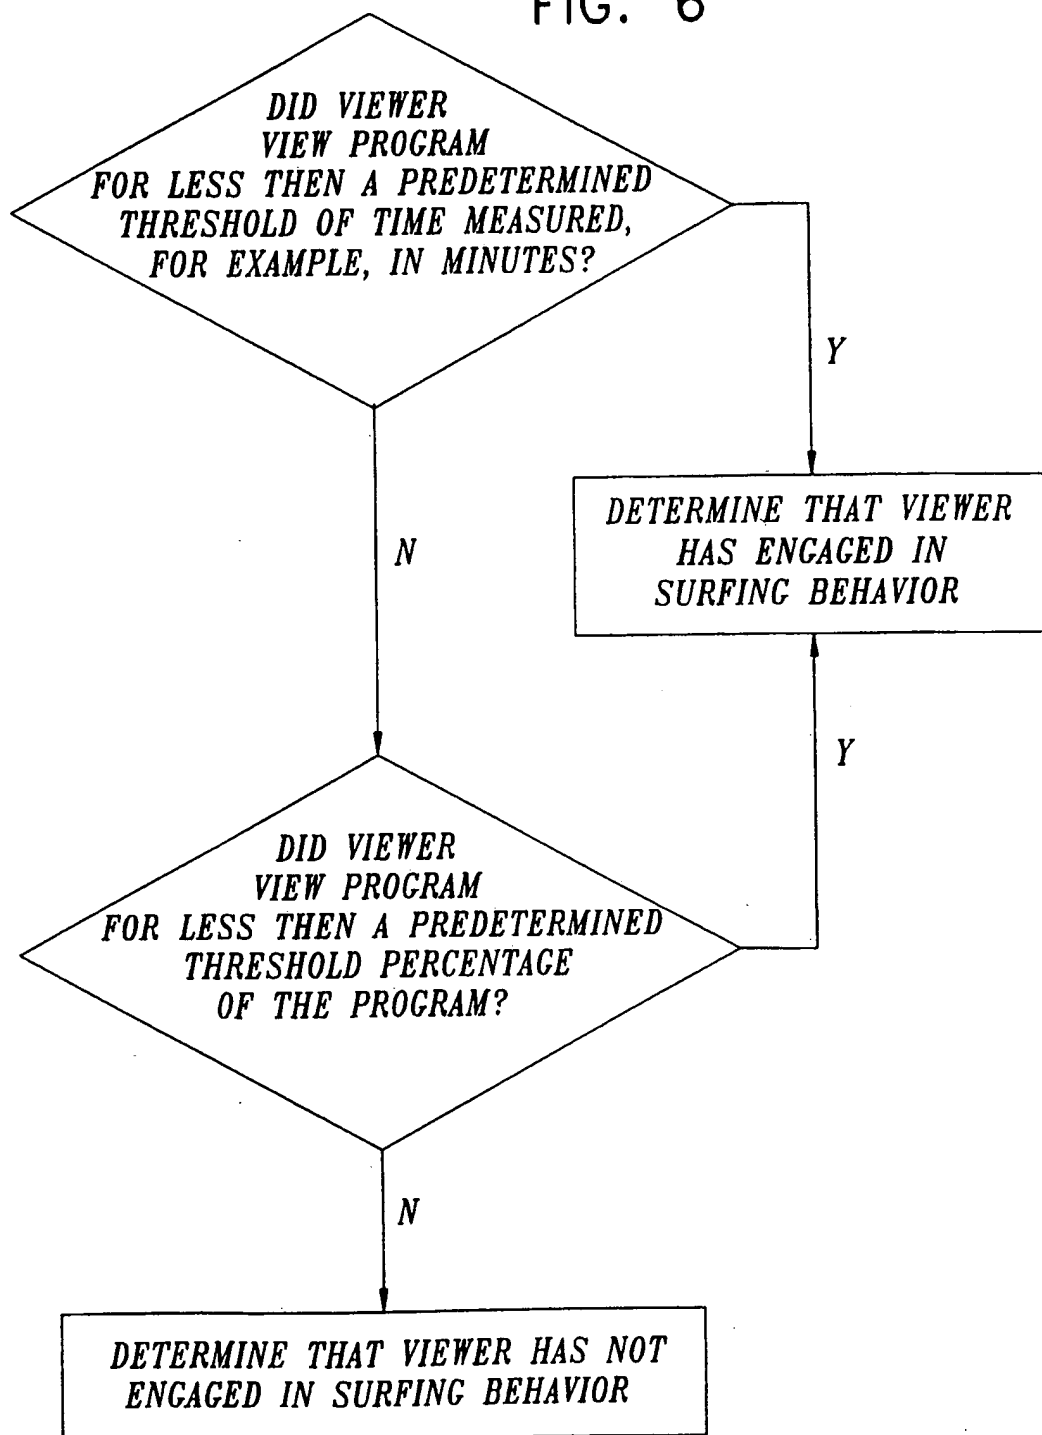 FIG. 6
DID VIEWER
VIEW PROGRAM
FOR LESS THEN A PREDETERMINED
THRESHOLD OF TIME MEASURED,
FOR EXAMPLE, IN MINUTES?
Y
N
DETERMINE THAT VIEWER
HAS ENGAGED IN
SURFING BEHAVIOR
Y
DID VIEWER
VIEW PROGRAM
FOR LESS THEN A PREDETERMINED
THRESHOLD PERCENTAGE
OF THE PROGRAM?
N
DETERMINE THAT VIEWER HAS NOT
ENGAGED IN SURFING BEHAVIOR